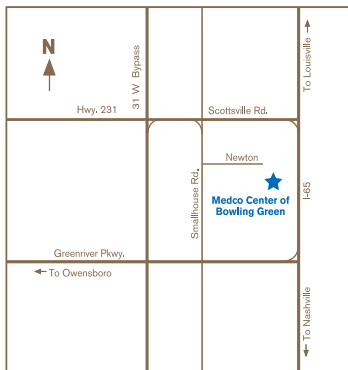 N
31 W Bypass
To Louisville
Hwy. 231
Scottsville Rd.
Newton
Smallhouse Rd.
Medco Center of
Bowling Green
I-65
Greenriver Pkwy.
To Owensboro
To Nashville